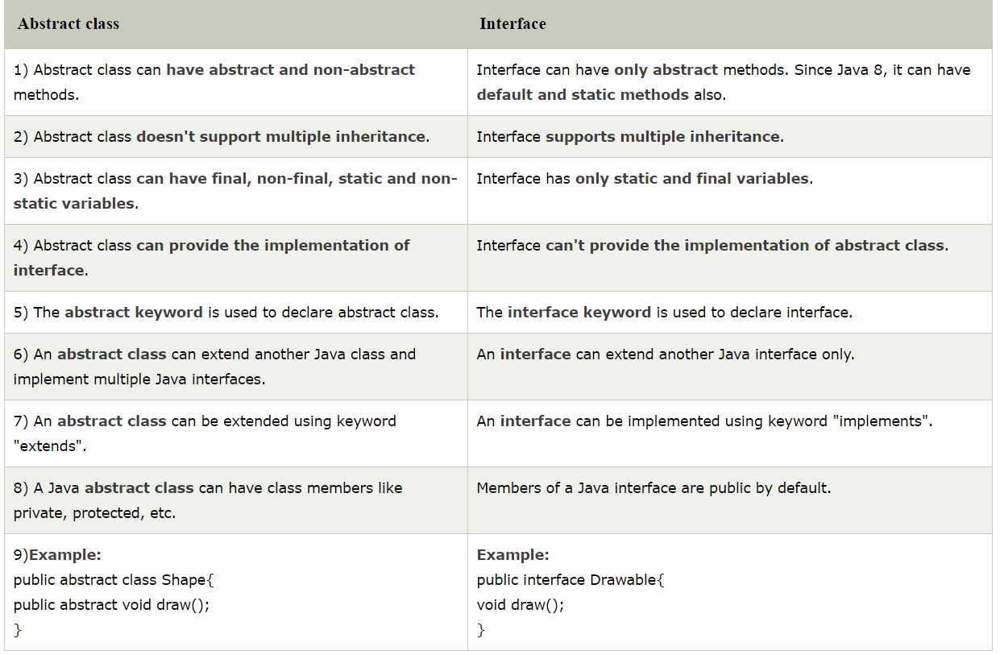 Abstract class
Interface
1) Abstract class can have abstract and non-abstract
methods.
Interface can have only abstract methods. Since Java 8, it can have
default and static methods also.
2) Abstract class doesn't support multiple inheritance.
Interface supports multiple inheritance.
3) Abstract class can have final, non-final, static and non-
static variables.
Interface has only static and final variables.
4) Abstract class can provide the implementation of
interface.
Interface can't provide the implementation of abstract class.
5) The abstract keyword is used to declare abstract class.
The interface keyword is used to declare interface.
6) An abstract class can extend another Java class and
implement multiple Java interfaces.
An interface can extend another Java interface only.
7) An abstract class can be extended using keyword
"extends".
An interface can be implemented using keyword "implements".
8) A Java abstract class can have class members like
private, protected, etc.
Members of a Java interface are public by default.
9)Example:
public abstract class Shape{
public abstract void draw();
}
Example:
public interface Drawable{
void draw();
}